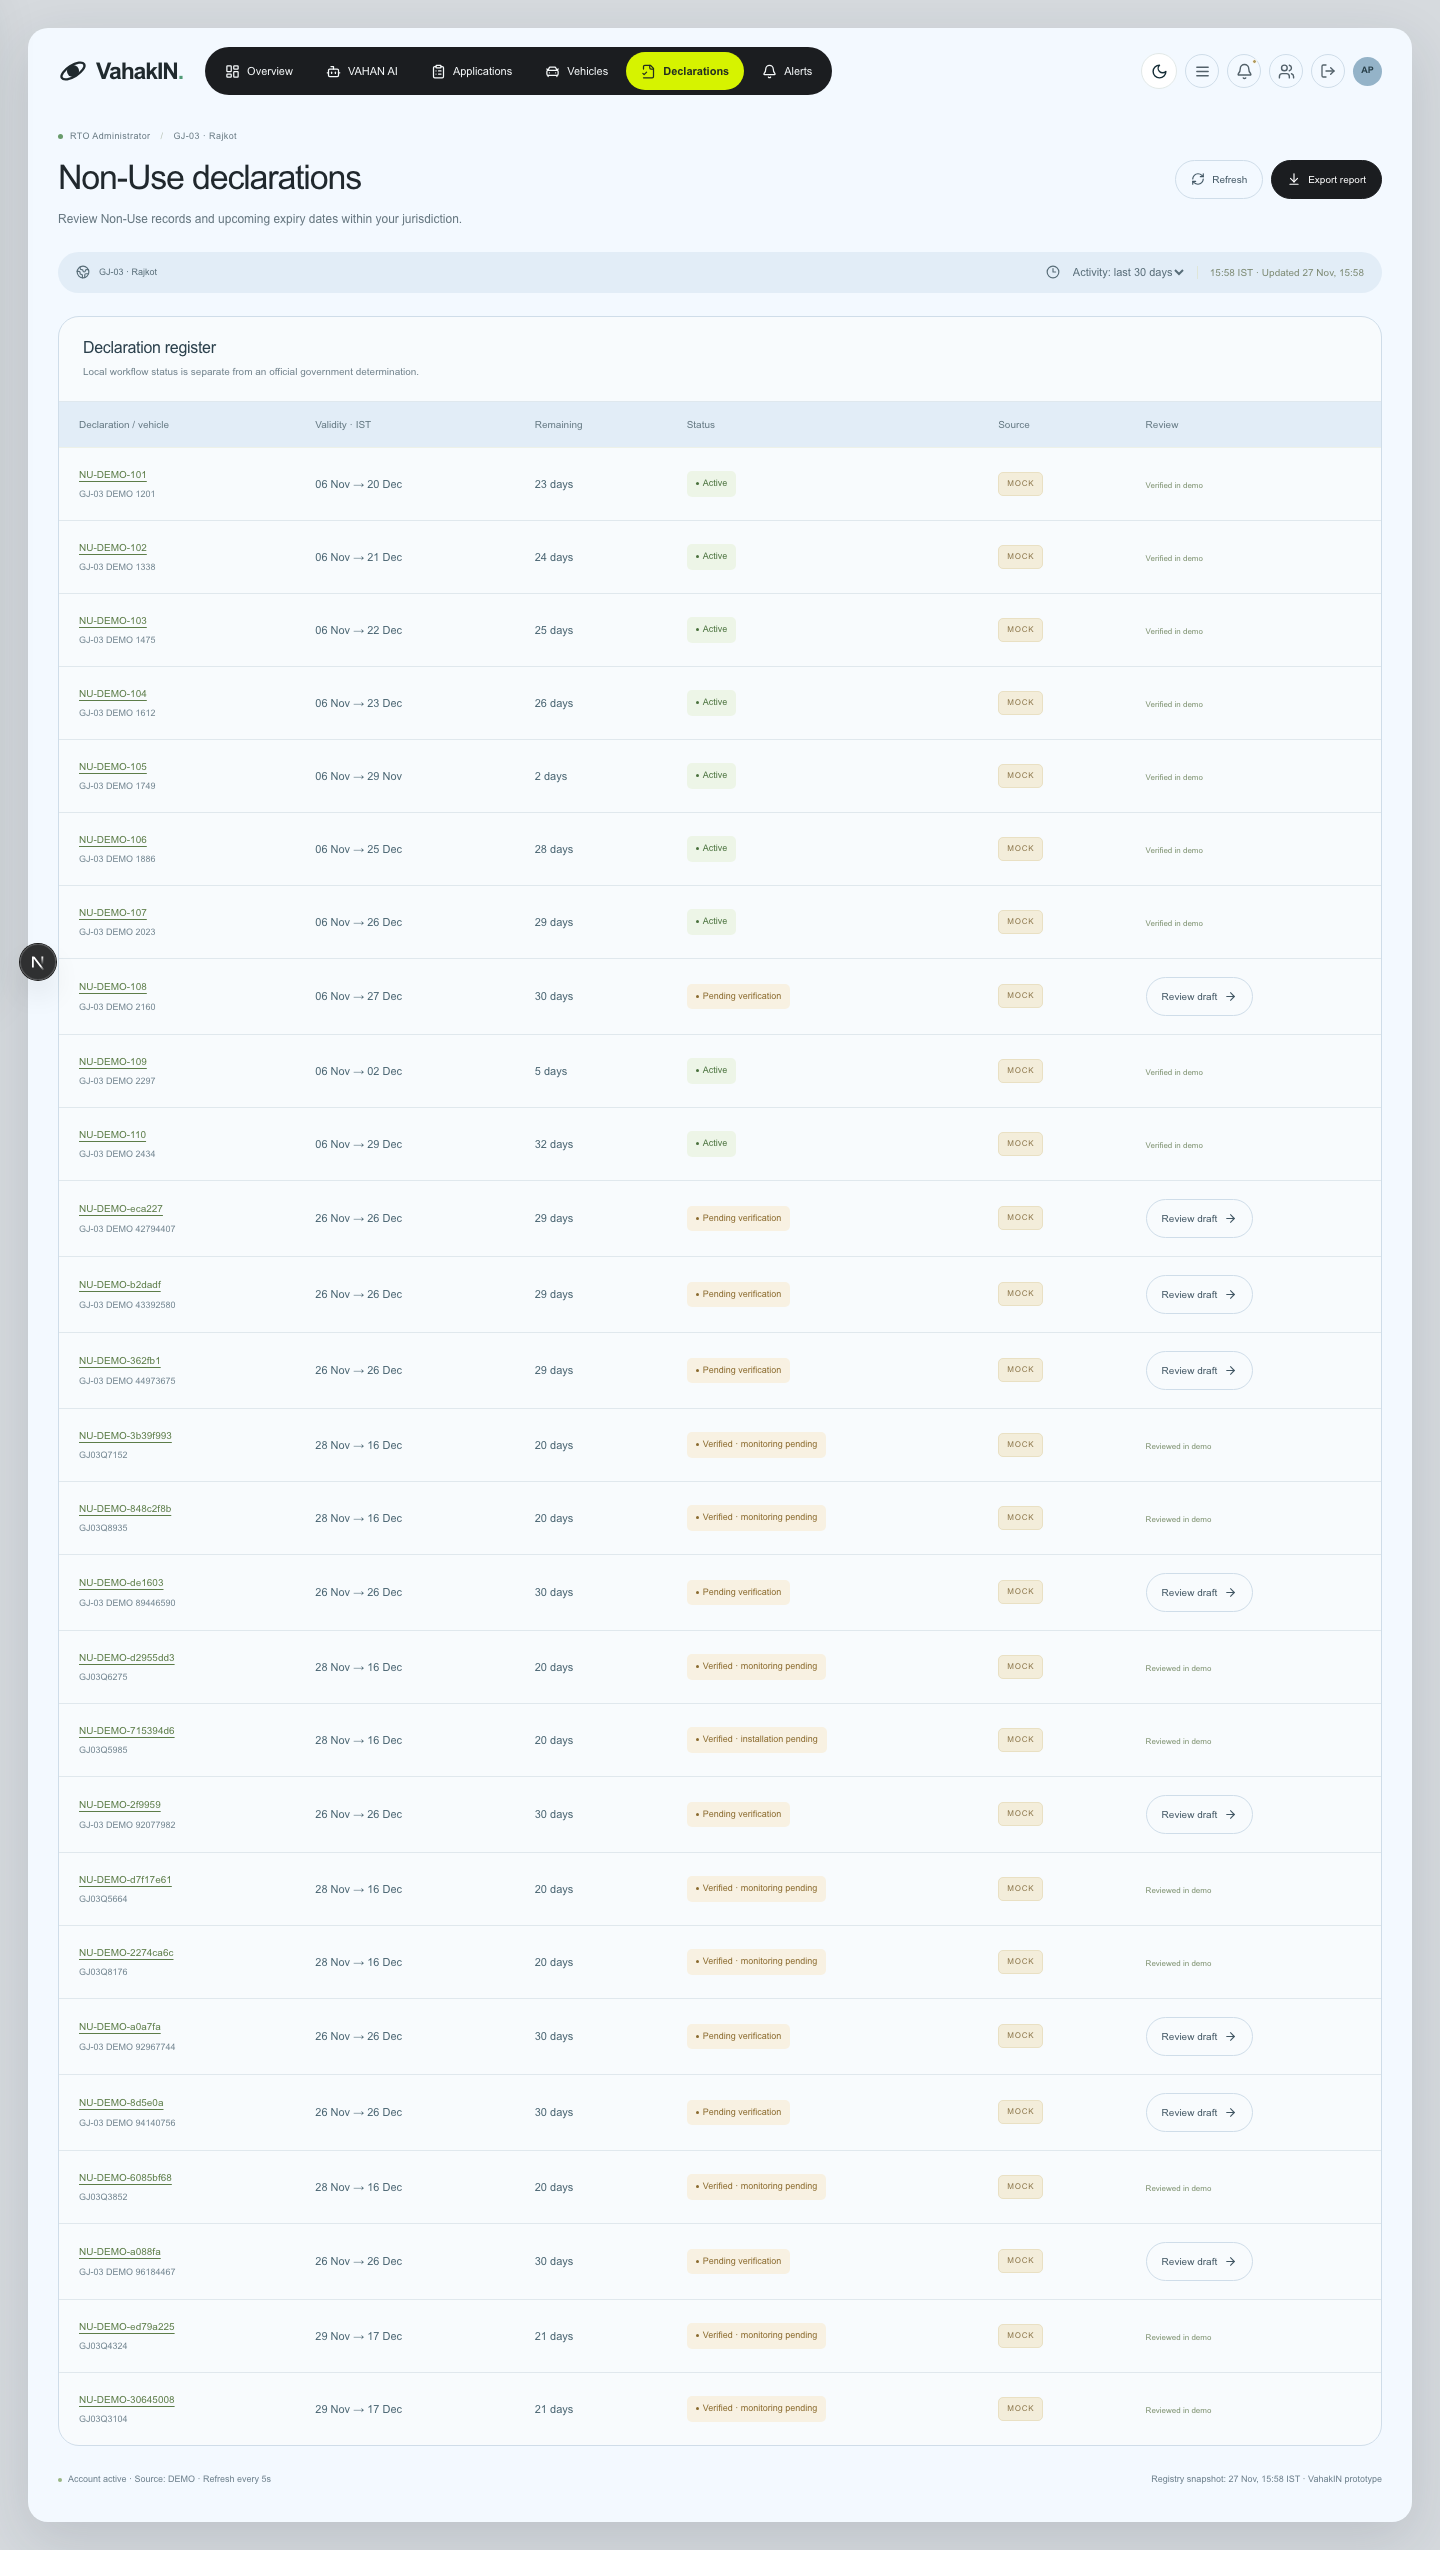 VahakIN.
Overview
VAHAN AI
Applications
Vehicles
Declarations
Alerts
AP
RTO Administrator / GJ-03 · Rajkot
Non-Use declarations
Refresh
Export report
Review Non-Use records and upcoming expiry dates within your jurisdiction.
GJ-03 · Rajkot
Activity: last 30 days
15:58 IST · Updated 27 Nov, 15:58
Declaration register
Local workflow status is separate from an official government determination.
Declaration / vehicle Validity · IST Remaining Status Source Review
NU-DEMO-101
GJ-03 DEMO 1201
06 Nov → 20 Dec 23 days • Active MOCK Verified in demo
NU-DEMO-102
GJ-03 DEMO 1338
06 Nov → 21 Dec 24 days • Active MOCK Verified in demo
NU-DEMO-103
GJ-03 DEMO 1475
06 Nov → 22 Dec 25 days • Active MOCK Verified in demo
NU-DEMO-104
GJ-03 DEMO 1612
06 Nov → 23 Dec 26 days • Active MOCK Verified in demo
NU-DEMO-105
GJ-03 DEMO 1749
06 Nov → 29 Nov 2 days • Active MOCK Verified in demo
NU-DEMO-106
GJ-03 DEMO 1886
06 Nov → 25 Dec 28 days • Active MOCK Verified in demo
NU-DEMO-107
GJ-03 DEMO 2023
06 Nov → 26 Dec 29 days • Active MOCK Verified in demo
N
NU-DEMO-108
GJ-03 DEMO 2160
06 Nov → 27 Dec 30 days • Pending verification MOCK Review draft →
NU-DEMO-109
GJ-03 DEMO 2297
06 Nov → 02 Dec 5 days • Active MOCK Verified in demo
NU-DEMO-110
GJ-03 DEMO 2434
06 Nov → 29 Dec 32 days • Active MOCK Verified in demo
NU-DEMO-eca227
GJ-03 DEMO 42794407
26 Nov → 26 Dec 29 days • Pending verification MOCK Review draft →
NU-DEMO-b2dadf
GJ-03 DEMO 43392580
26 Nov → 26 Dec 29 days • Pending verification MOCK Review draft →
NU-DEMO-362fb1
GJ-03 DEMO 44973675
26 Nov → 26 Dec 29 days • Pending verification MOCK Review draft →
NU-DEMO-3b39f993
GJ03Q7152
28 Nov → 16 Dec 20 days • Verified · monitoring pending MOCK Reviewed in demo
NU-DEMO-848c2f8b
GJ03Q8935
28 Nov → 16 Dec 20 days • Verified · monitoring pending MOCK Reviewed in demo
NU-DEMO-de1603
GJ-03 DEMO 89446590
26 Nov → 26 Dec 30 days • Pending verification MOCK Review draft →
NU-DEMO-d2955dd3
GJ03Q6275
28 Nov → 16 Dec 20 days • Verified · monitoring pending MOCK Reviewed in demo
NU-DEMO-715394d6
GJ03Q5985
28 Nov → 16 Dec 20 days • Verified · installation pending MOCK Reviewed in demo
NU-DEMO-2f9959
GJ-03 DEMO 92077982
26 Nov → 26 Dec 30 days • Pending verification MOCK Review draft →
NU-DEMO-d7f17e61
GJ03Q5664
28 Nov → 16 Dec 20 days • Verified · monitoring pending MOCK Reviewed in demo
NU-DEMO-2274ca6c
GJ03Q8176
28 Nov → 16 Dec 20 days • Verified · monitoring pending MOCK Reviewed in demo
NU-DEMO-a0a7fa
GJ-03 DEMO 92967744
26 Nov → 26 Dec 30 days • Pending verification MOCK Review draft →
NU-DEMO-8d5e0a
GJ-03 DEMO 94140756
26 Nov → 26 Dec 30 days • Pending verification MOCK Review draft →
NU-DEMO-6085bf68
GJ03Q3852
28 Nov → 16 Dec 20 days • Verified · monitoring pending MOCK Reviewed in demo
NU-DEMO-a088fa
GJ-03 DEMO 96184467
26 Nov → 26 Dec 30 days • Pending verification MOCK Review draft →
NU-DEMO-ed79a225
GJ03Q4324
29 Nov → 17 Dec 21 days • Verified · monitoring pending MOCK Reviewed in demo
NU-DEMO-30645008
GJ03Q3104
29 Nov → 17 Dec 21 days • Verified · monitoring pending MOCK Reviewed in demo
Account active · Source: DEMO · Refresh every 5s
Registry snapshot: 27 Nov, 15:58 IST · VahakIN prototype